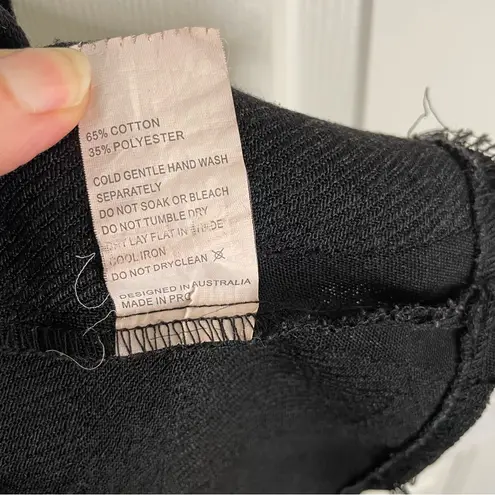 65% COTTON
35% POLYESTER
COLD GENTLE HAND WASH
SEPARATELY
DO NOT SOAK OR BLEACH
DO NOT TUMBLE DRY
DRY LAY FLAT IN SHADE
COOL IRON
DO NOT DRYCLEAN
DESIGNED IN AUSTRALIA
MADE IN PRC